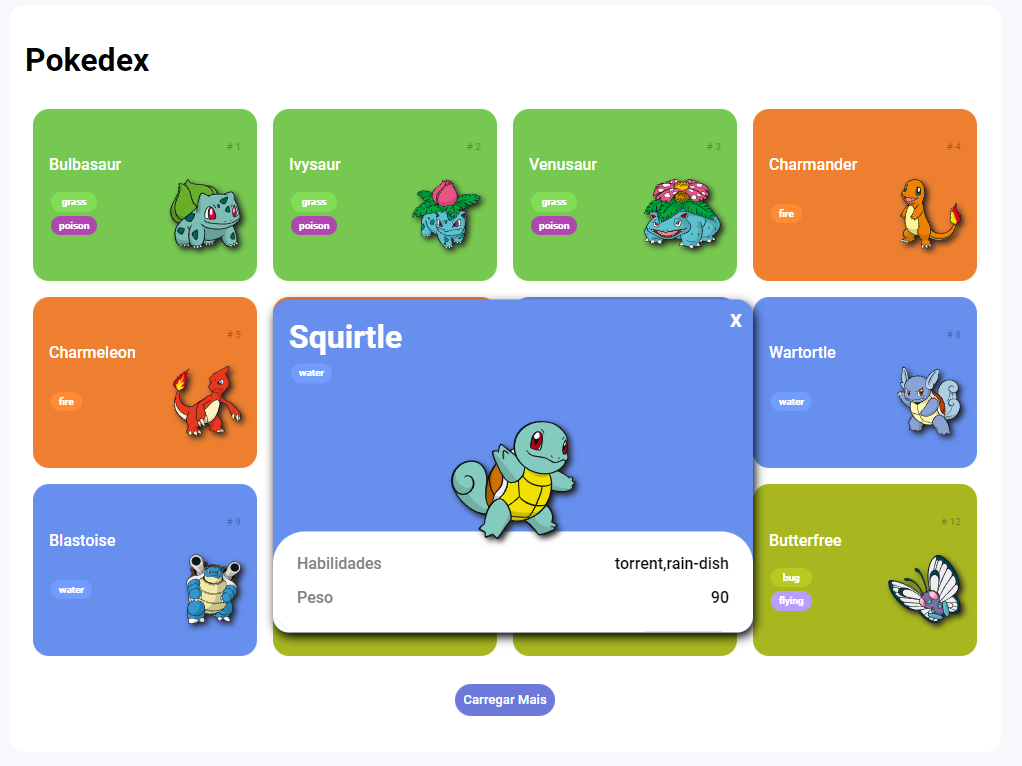 Pokedex
# 1
Bulbasaur
grass
poison
# 2
Ivysaur
grass
poison
# 3
Venusaur
grass
poison
# 4
Charmander
fire
# 5
Charmeleon
fire
Squirtle
X
water
Habilidades torrent,rain-dish
Peso 90
# 8
Wartortle
water
# 9
Blastoise
water
# 12
Butterfree
bug
flying
Carregar Mais